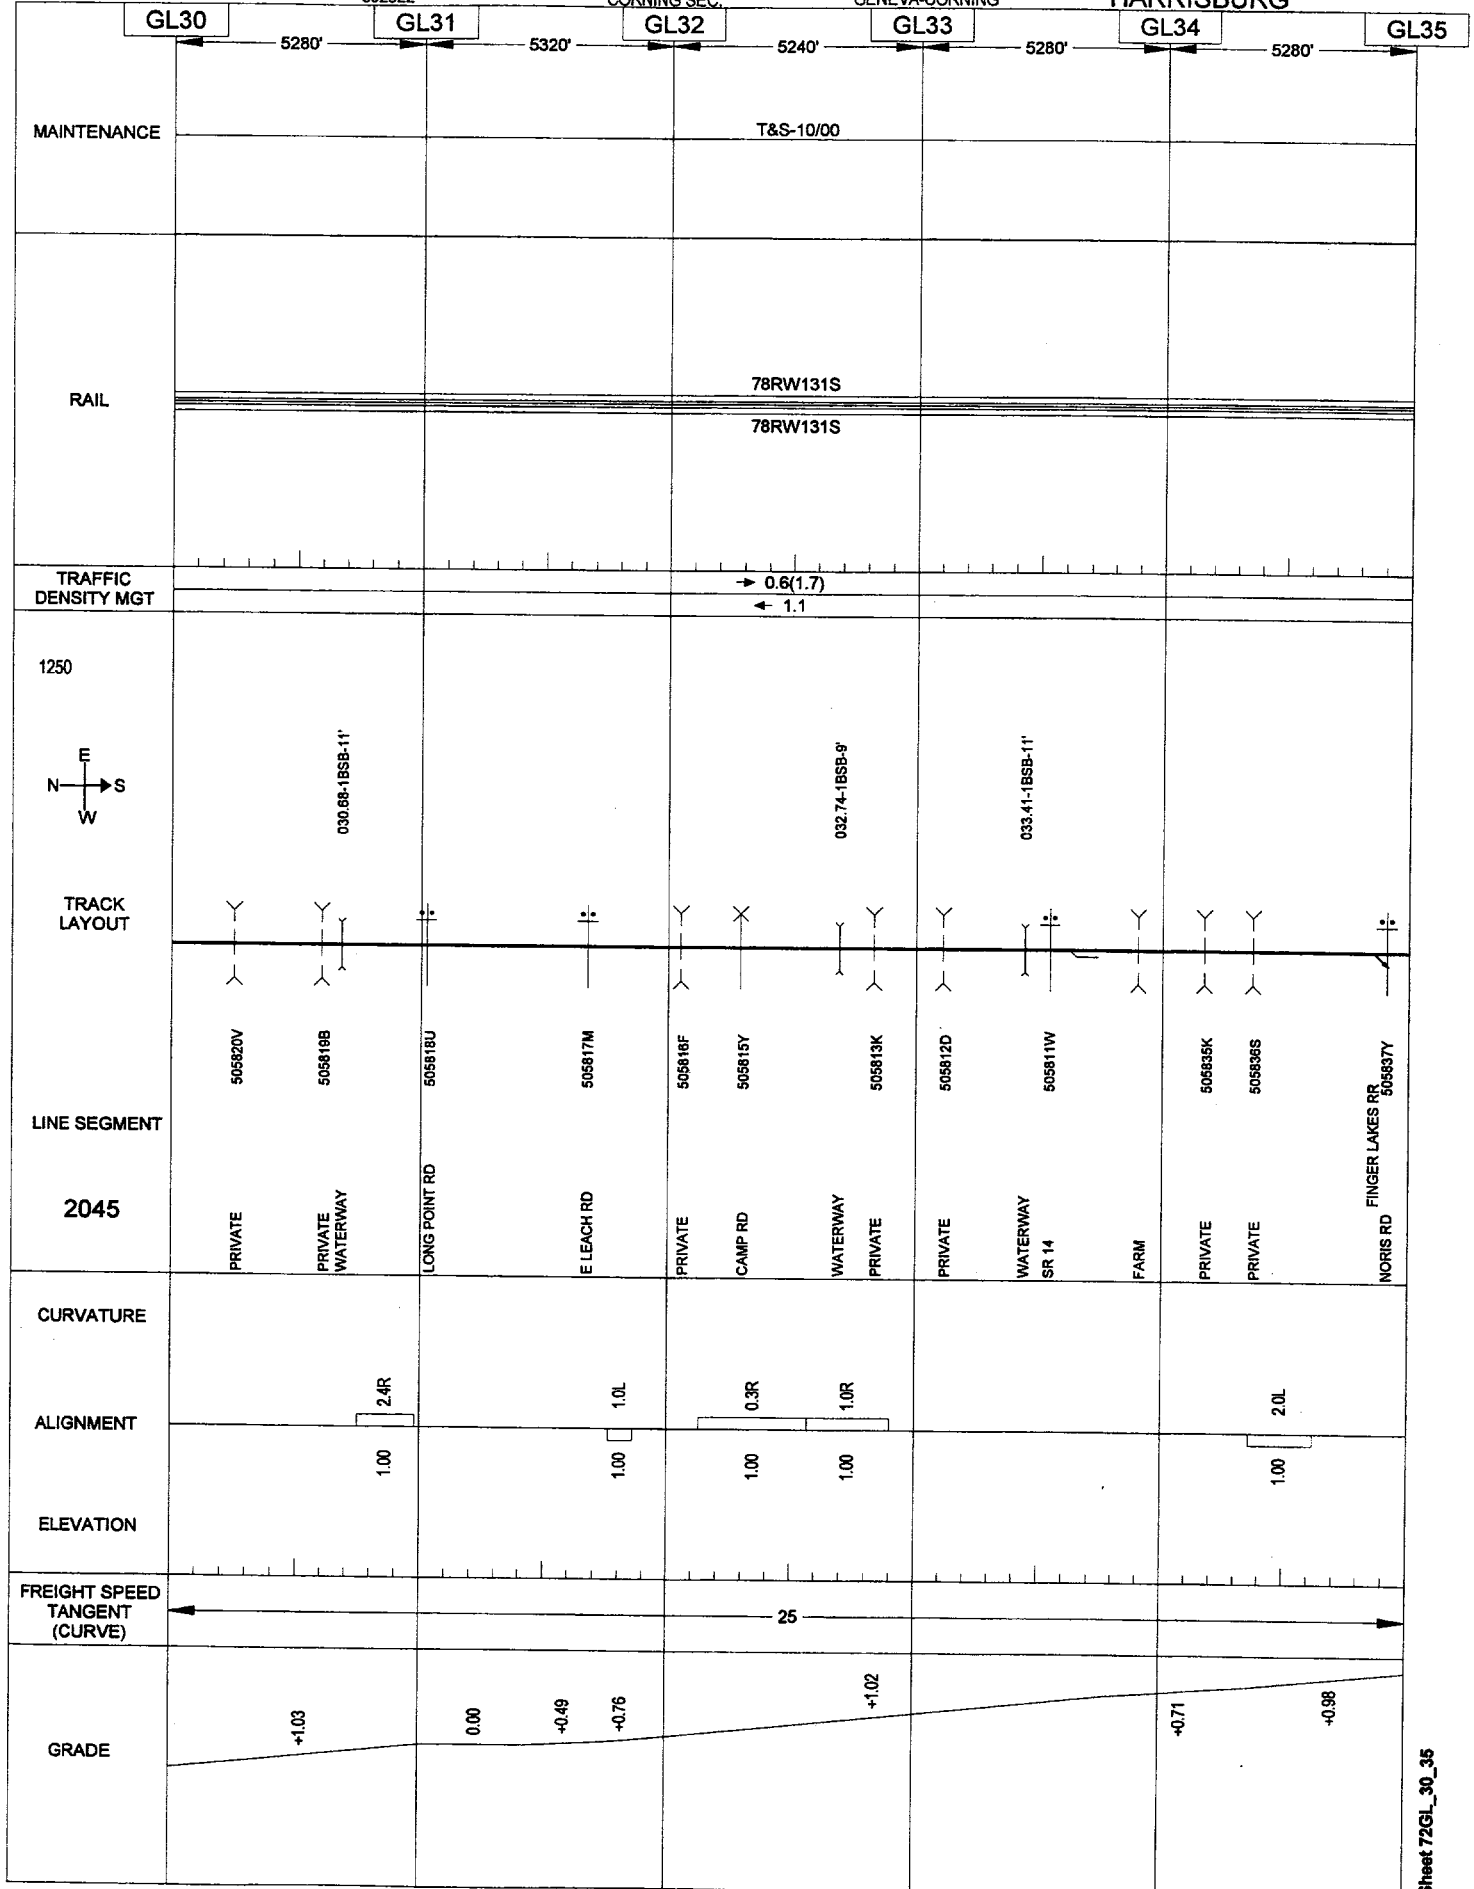 CORNING SEC.
GENEVA-CORNING
HARRISBURG
GL30
GL31
GL32
GL33
GL34
GL35
5280'
5320'
5240'
5280'
5280'
MAINTENANCE
T&S-10/00
RAIL
78RW131S
78RW131S
TRAFFIC
DENSITY MGT
0.6(1.7)
1.1
1250
E
N
S
W
030.68-1BSB-11'
032.74-1BSB-9'
033.41-1BSB-11'
TRACK
LAYOUT
505820V
505819B
505818U
505817M
505816F
505815Y
505813K
505812D
505811W
505835K
505836S
505837Y
LINE SEGMENT
2045
PRIVATE
PRIVATE
WATERWAY
LONG POINT RD
E LEACH RD
PRIVATE
CAMP RD
WATERWAY
PRIVATE
PRIVATE
WATERWAY
SR 14
FARM
PRIVATE
PRIVATE
FINGER LAKES RR
NORIS RD
CURVATURE
2.4R
1.0L
0.3R
1.0R
2.0L
ALIGNMENT
1.00
1.00
1.00
1.00
1.00
ELEVATION
FREIGHT SPEED
TANGENT
(CURVE)
25
GRADE
+1.03
0.00
+0.49
+0.76
+1.02
+0.71
+0.98
Sheet 72GL_30_35